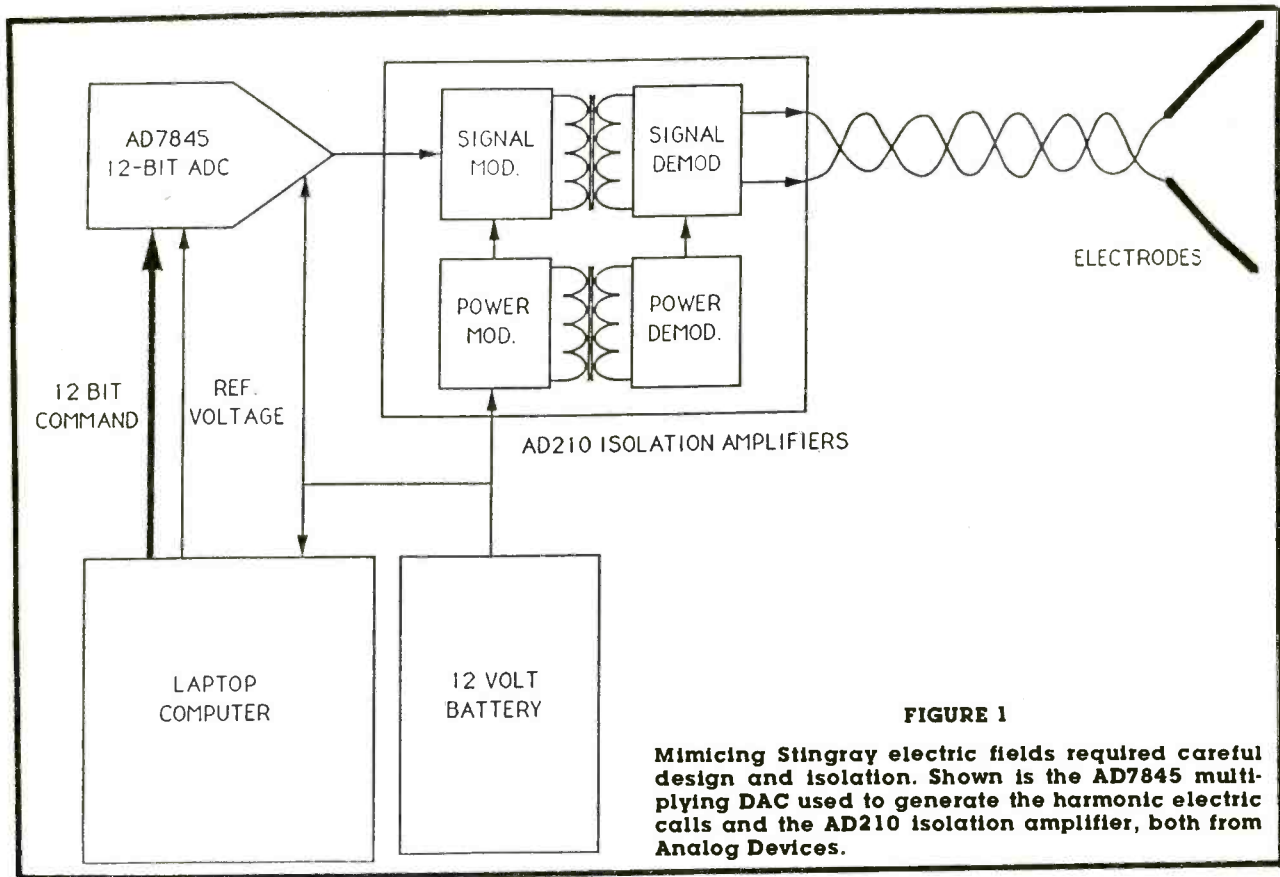 AD7845
12-BIT ADC
SIGNAL
MOD.
SIGNAL
DEMOD
POWER
MOD.
POWER
DEMOD.
ELECTRODES
12 BIT
COMMAND
REF.
VOLTAGE
AD210 ISOLATION AMPLIFIERS
LAPTOP
COMPUTER
12 VOLT
BATTERY
FIGURE 1
Mimicing Stingray electric fields required careful
design and isolation. Shown is the AD7845 multi-
plying DAC used to generate the harmonic electric
calls and the AD210 isolation amplifier, both from
Analog Devices.